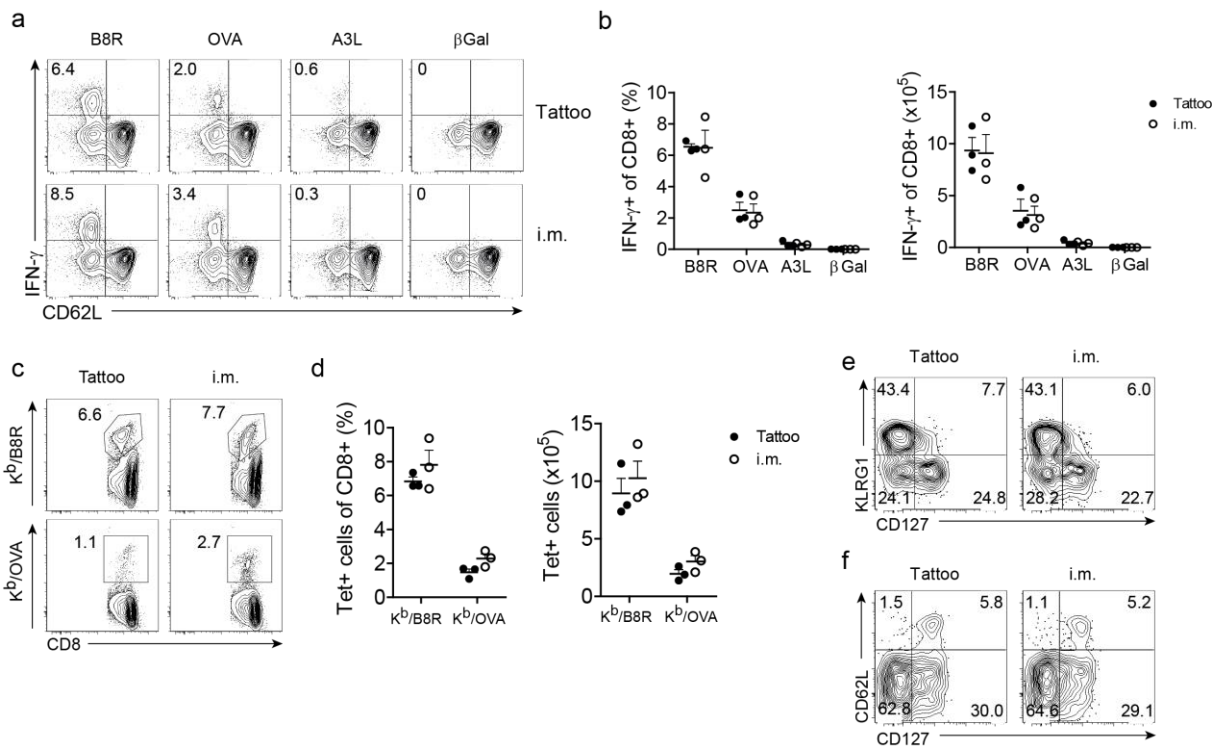 a
B8R OVA A3L βGal
6.4 2.0 0.6 0
Tattoo
8.5 3.4 0.3 0
i.m.
IFN-γ
CD62L
b
IFN-γ+ of CD8+ (%)
10
8
6
4
2
0
B8R OVA A3L βGal
IFN-γ+ of CD8+ (x10⁵)
15
10
5
0
B8R OVA A3L βGal
Tattoo
i.m.
c
Tattoo i.m.
6.6 7.7
Kᵇ/B8R
1.1 2.7
Kᵇ/OVA
CD8
d
Tet+ cells of CD8+ (%)
10
8
6
4
2
0
Kᵇ/B8R Kᵇ/OVA
Tet+ cells (x10⁵)
15
10
5
0
Kᵇ/B8R Kᵇ/OVA
Tattoo
i.m.
e
Tattoo i.m.
43.4 7.7 43.1 6.0
KLRG1
24.1 24.8 28.2 22.7
CD127
f
Tattoo i.m.
1.5 5.8 1.1 5.2
CD62L
62.8 30.0 64.6 29.1
CD127